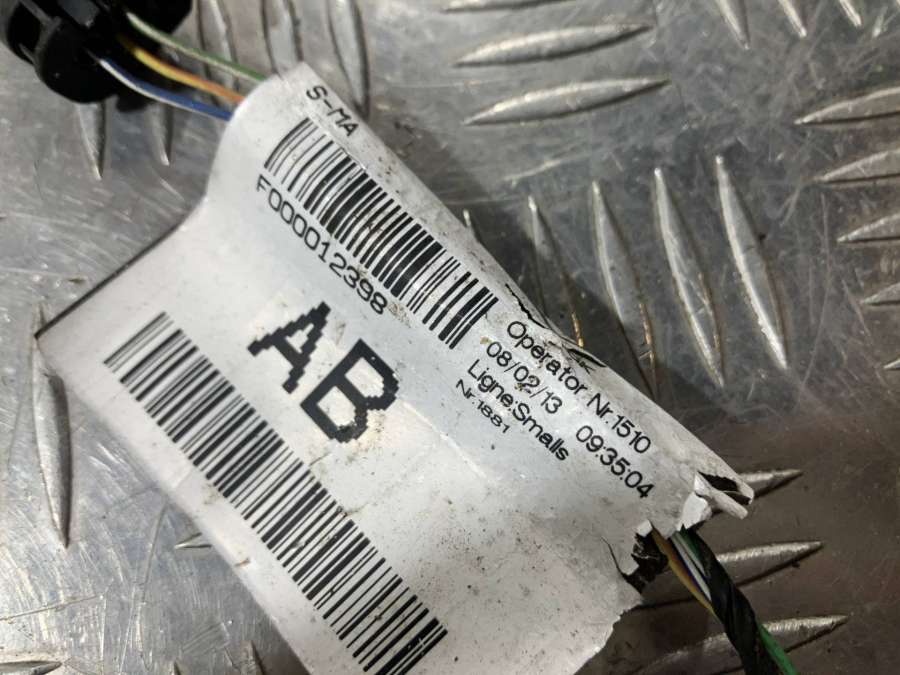 S-MA
F000012398
AB
Operator Nr.1510
08/02/13 09:35:04
Ligne:Smalls
Nr.1881